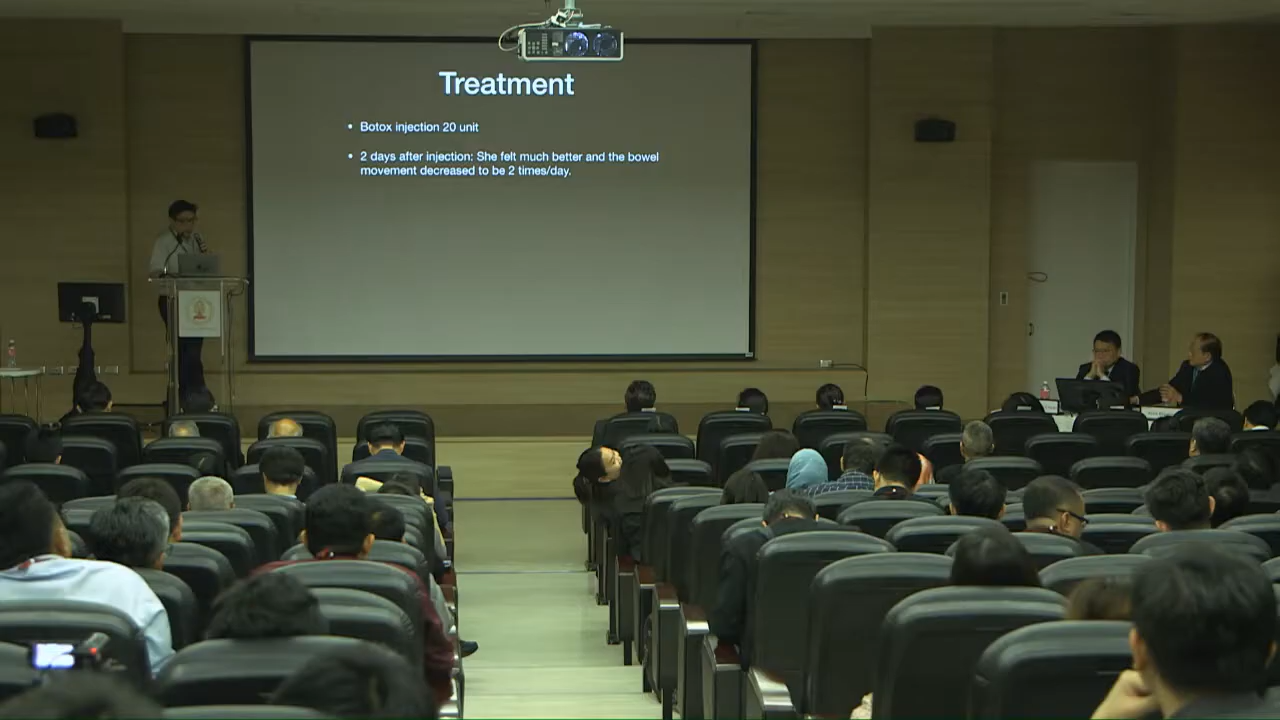 Treatment
• Botox injection 20 unit
• 2 days after injection: She felt much better and the bowel
movement decreased to be 2 times/day.